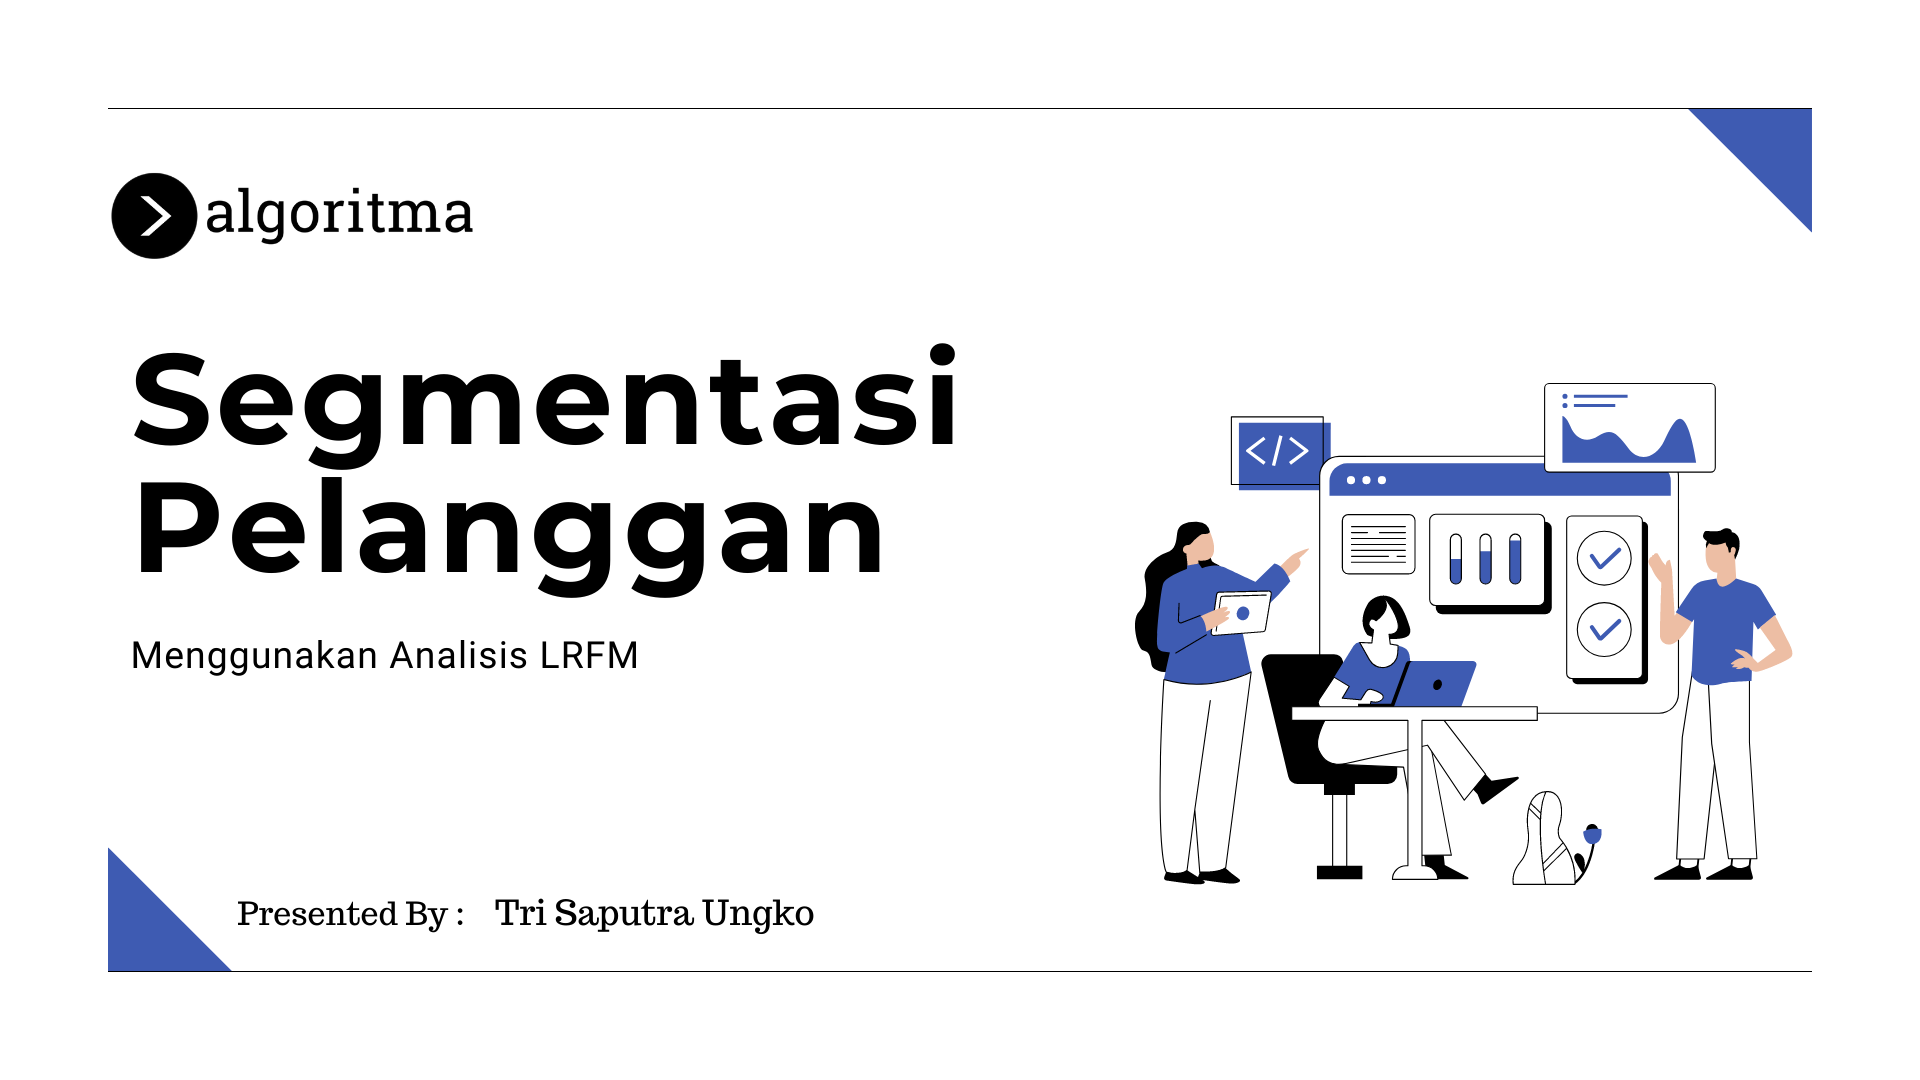 algoritma
Segmentasi
Pelanggan
Menggunakan Analisis LRFM
</>
Presented By : Tri Saputra Ungko